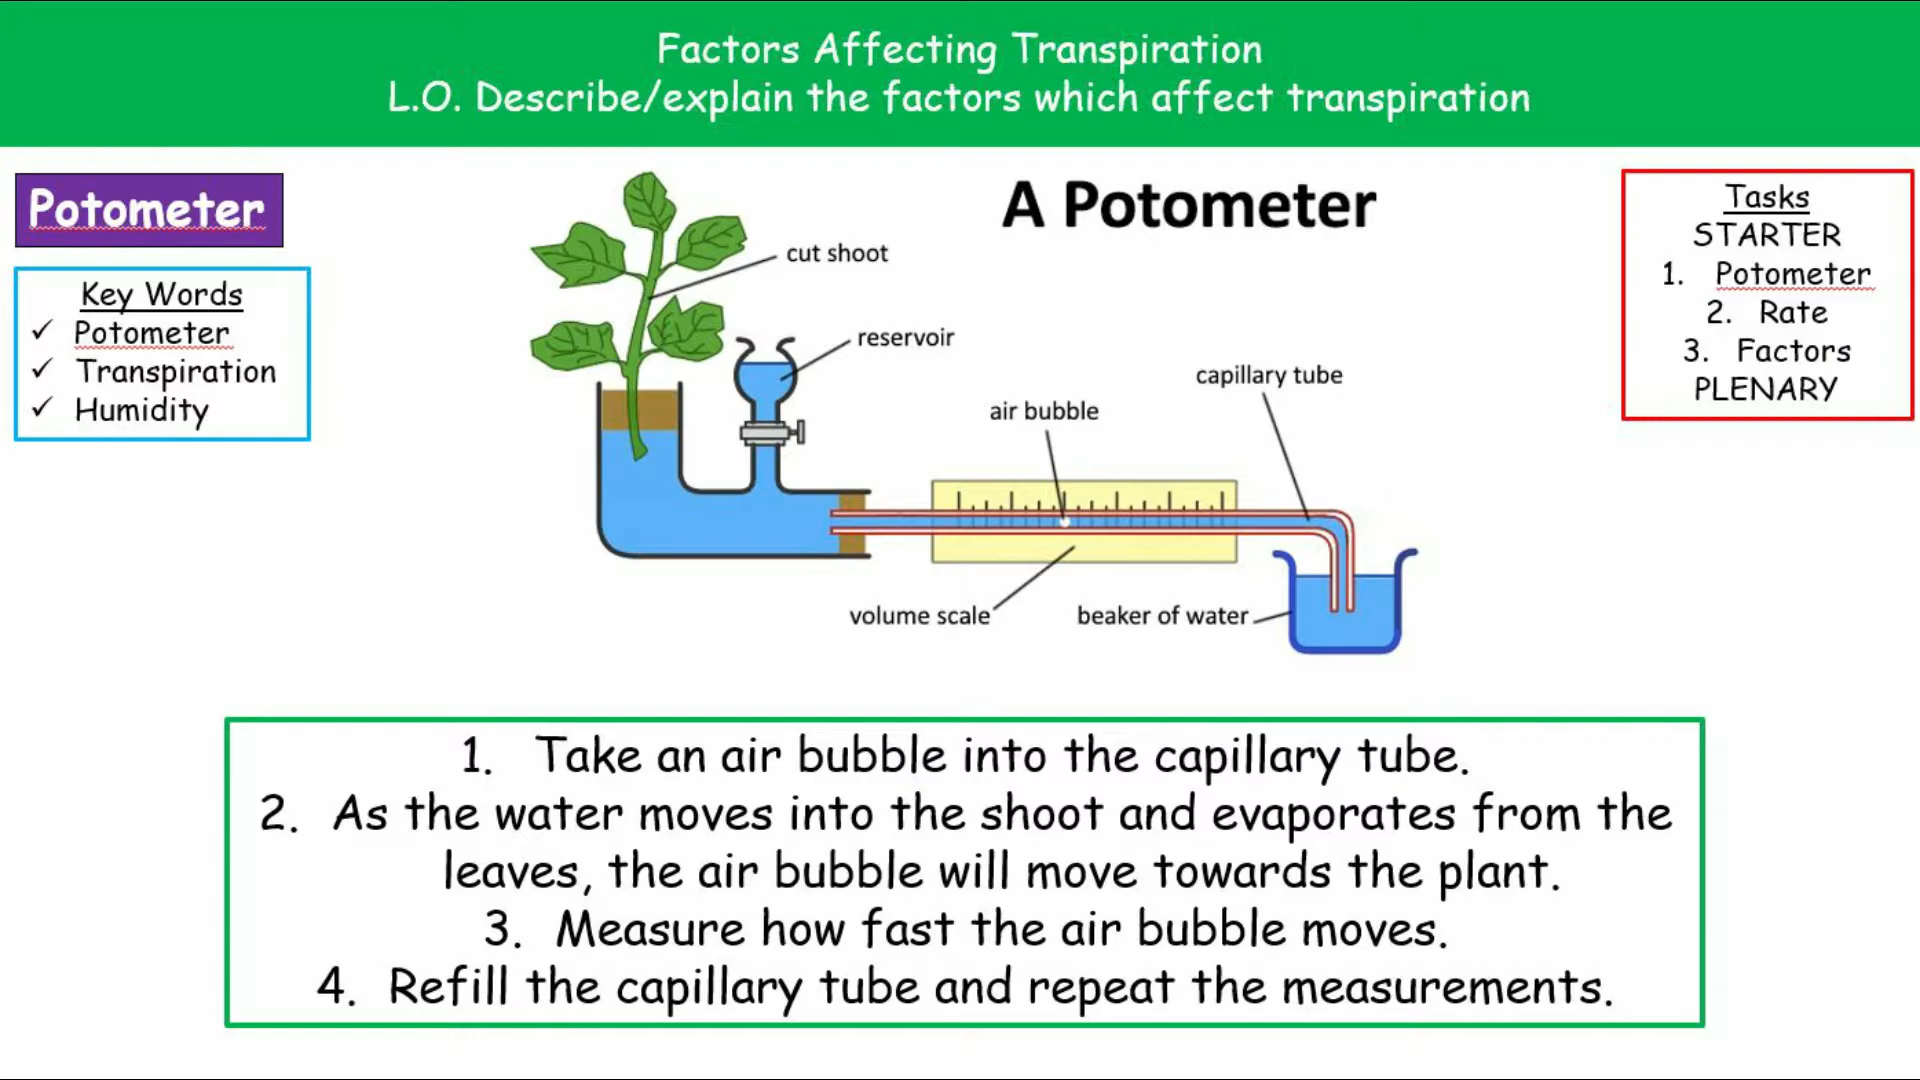 Factors Affecting Transpiration
L.O. Describe/explain the factors which affect transpiration
Potometer
Key Words
✓ Potometer
✓ Transpiration
✓ Humidity
A Potometer
cut shoot
reservoir
capillary tube
air bubble
volume scale
beaker of water
Tasks
STARTER
1. Potometer
2. Rate
3. Factors
PLENARY
1. Take an air bubble into the capillary tube.
2. As the water moves into the shoot and evaporates from the
leaves, the air bubble will move towards the plant.
3. Measure how fast the air bubble moves.
4. Refill the capillary tube and repeat the measurements.